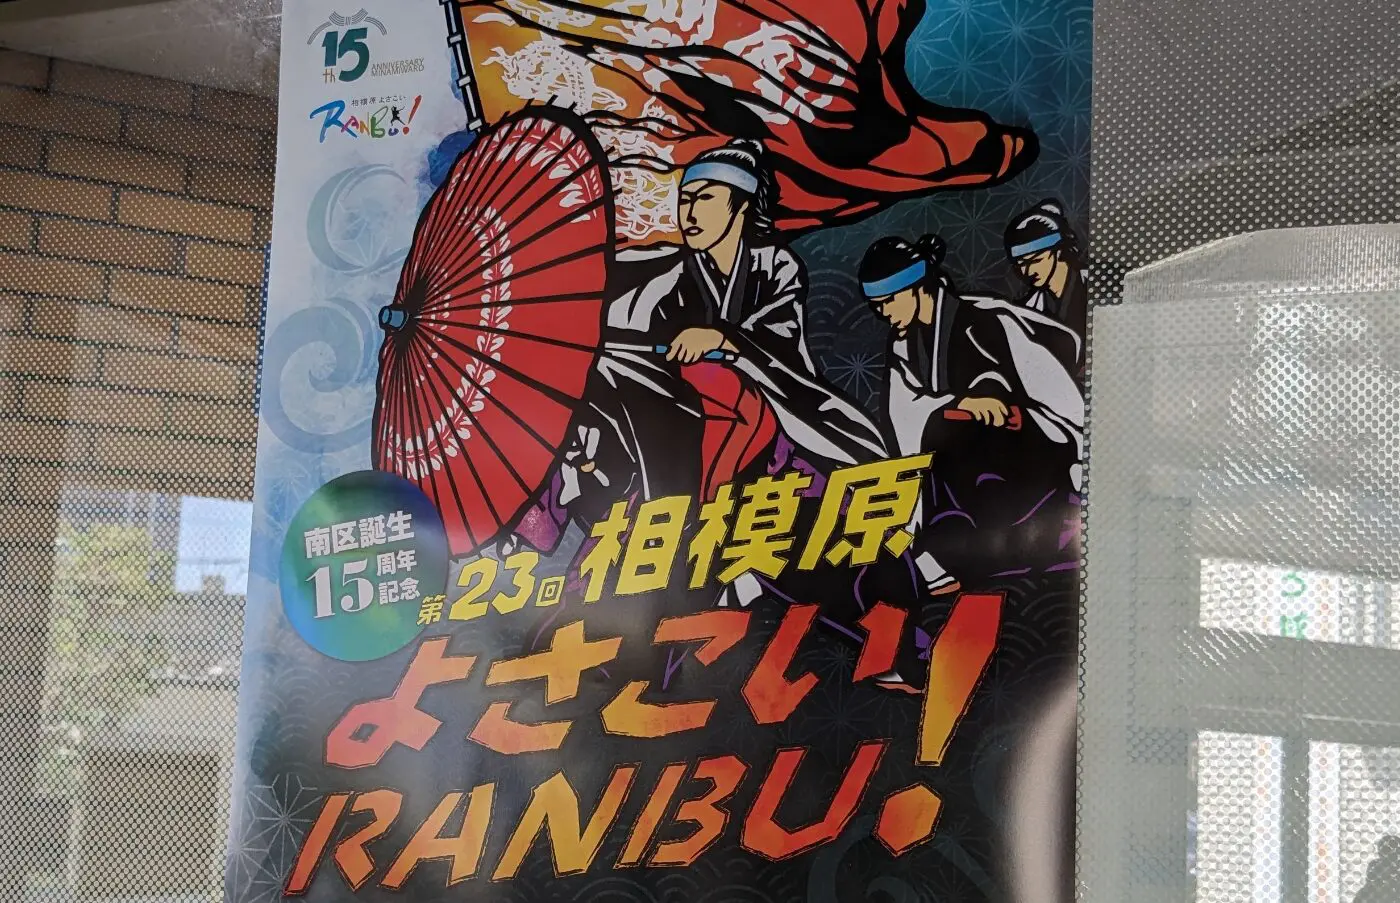 15th
ANNIVERSARY
MINAMIWARD
相模原よさこい
RANBU!
南区誕生
15周年
記念
第23回 相模原
よさこい!
RANBU!